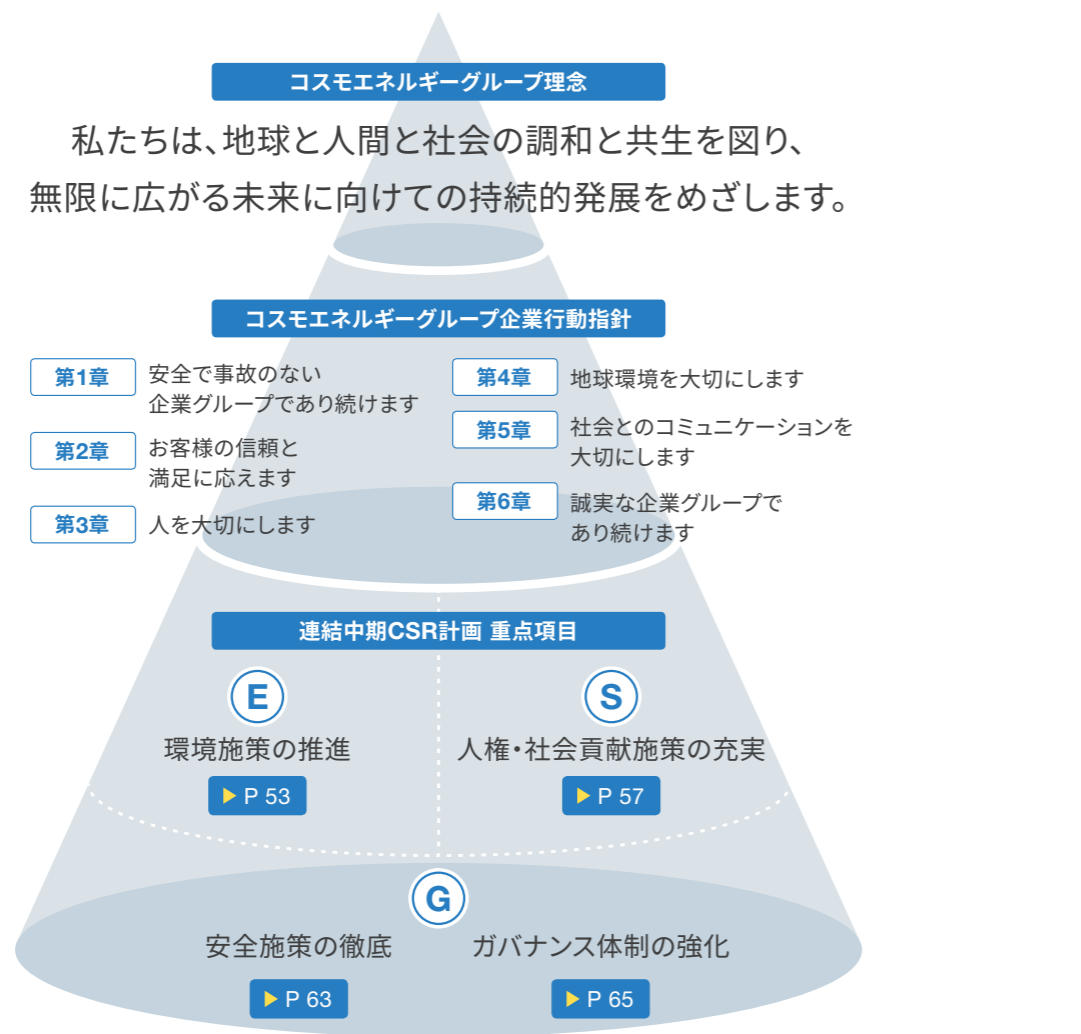 コスモエネルギーグループ理念
私たちは、地球と人間と社会の調和と共生を図り、
無限に広がる未来に向けての持続的発展をめざします。
コスモエネルギーグループ企業行動指針
第1章
安全で事故のない
企業グループであり続けます
第2章
お客様の信頼と
満足に応えます
第3章
人を大切にします
第4章
地球環境を大切にします
第5章
社会とのコミュニケーションを
大切にします
第6章
誠実な企業グループで
あり続けます
連結中期CSR計画 重点項目
E
環境施策の推進
▶ P 53
S
人権・社会貢献施策の充実
▶ P 57
G
安全施策の徹底
▶ P 63
ガバナンス体制の強化
▶ P 65